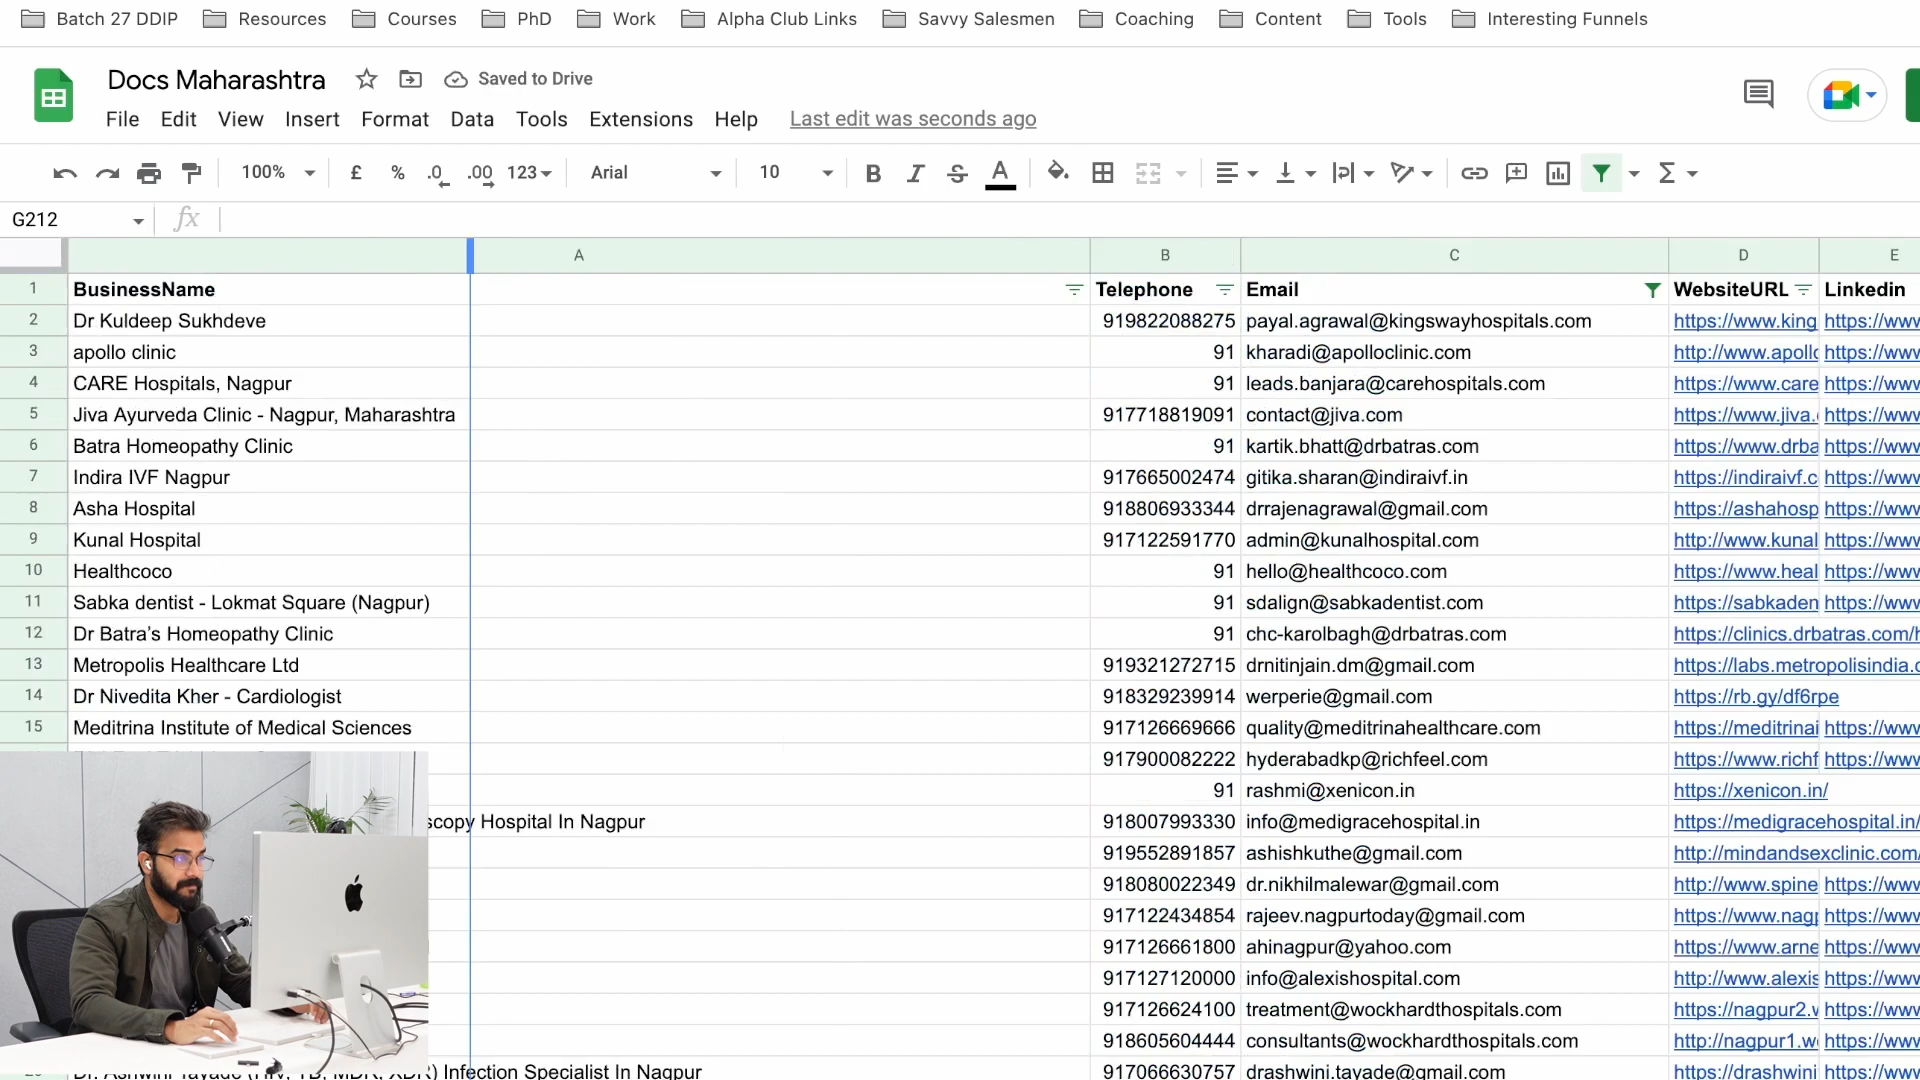 Batch 27 DDIP Resources Courses PhD Work Alpha Club Links Savvy Salesmen Coaching Content Tools Interesting Funnels
Docs Maharashtra Saved to Drive
File Edit View Insert Format Data Tools Extensions Help Last edit was seconds ago
100% £ % .0 .00 123 Arial 10 B I S A Σ
G212 fx
A B C D E
1 BusinessName Telephone Email WebsiteURL Linkedin
2 Dr Kuldeep Sukhdeve 919822088275 payal.agrawal@kingswayhospitals.com https://www.king https://www
3 apollo clinic 91 kharadi@apolloclinic.com http://www.apollo https://www
4 CARE Hospitals, Nagpur 91 leads.banjara@carehospitals.com https://www.care https://www
5 Jiva Ayurveda Clinic - Nagpur, Maharashtra 917718819091 contact@jiva.com https://www.jiva. https://www
6 Batra Homeopathy Clinic 91 kartik.bhatt@drbatras.com https://www.drba https://www
7 Indira IVF Nagpur 917665002474 gitika.sharan@indiraivf.in https://indiraivf.c https://www
8 Asha Hospital 918806933344 drrajenagrawal@gmail.com https://ashahosp https://www
9 Kunal Hospital 917122591770 admin@kunalhospital.com http://www.kunal https://www
10 Healthcoco 91 hello@healthcoco.com https://www.heal https://www
11 Sabka dentist - Lokmat Square (Nagpur) 91 sdalign@sabkadentist.com https://sabkaden https://www
12 Dr Batra’s Homeopathy Clinic 91 chc-karolbagh@drbatras.com https://clinics.drbatras.com/h
13 Metropolis Healthcare Ltd 919321272715 drnitinjain.dm@gmail.com https://labs.metropolisindia.c
14 Dr Nivedita Kher - Cardiologist 918329239914 werperie@gmail.com https://rb.gy/df6rpe
15 Meditrina Institute of Medical Sciences 917126669666 quality@meditrinahealthcare.com https://meditrinai https://www
917900082222 hyderabadkp@richfeel.com https://www.richf https://www
91 rashmi@xenicon.in https://xenicon.in/
scopy Hospital In Nagpur 918007993330 info@medigracehospital.in https://medigracehospital.in/
919552891857 ashishkuthe@gmail.com http://mindandsexclinic.com/
918080022349 dr.nikhilmalewar@gmail.com http://www.spine https://www
917122434854 rajeev.nagpurtoday@gmail.com https://www.nagp https://www
917126661800 ahinagpur@yahoo.com https://www.arne https://www
917127120000 info@alexishospital.com http://www.alexis https://www
917126624100 treatment@wockhardthospitals.com https://nagpur2.w https://www
918605604444 consultants@wockhardthospitals.com http://nagpur1.w https://www
Dr. Ashwini Tayade (HIV, TB, MDR, XDR) Infection Specialist In Nagpur 917066630757 drashwini.tayade@gmail.com https://drashwini https://www